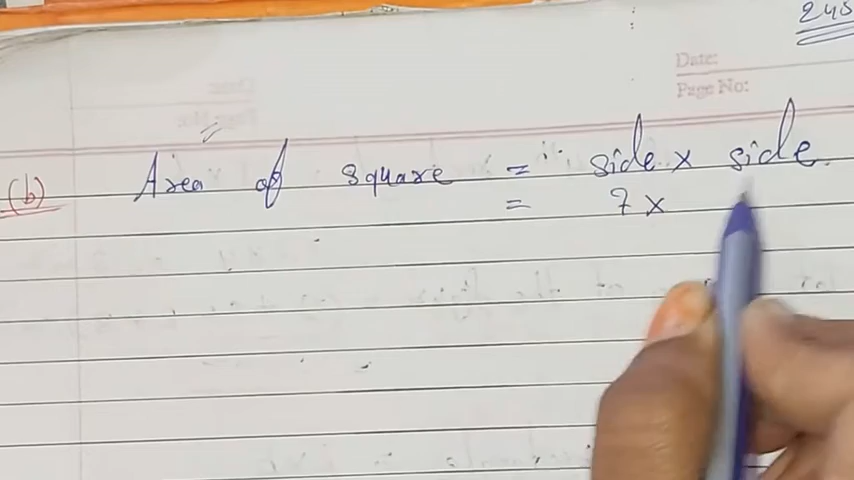 248
Date:
Page No:
(b) Area of square = side x side.
= 7 x